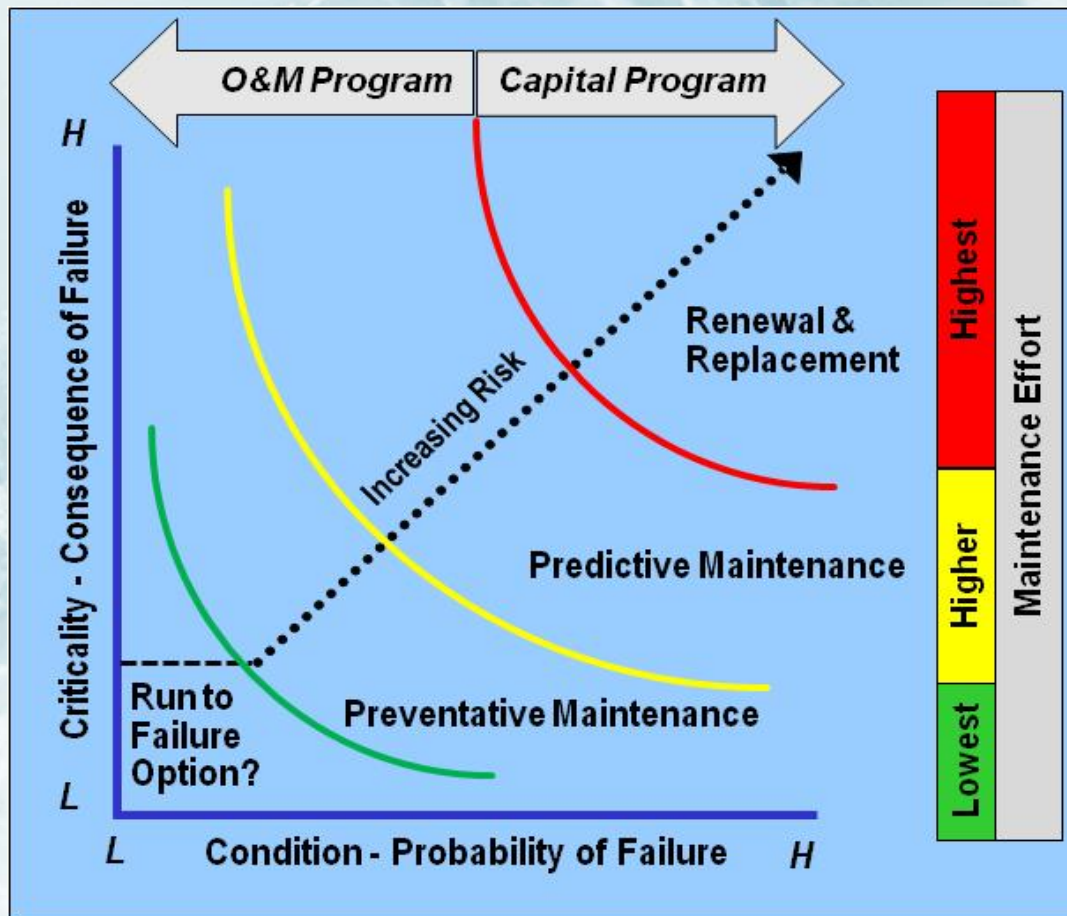 O&M Program
Capital Program
H
Criticality - Consequence of Failure
L
Increasing Risk
Renewal &
Replacement
Predictive Maintenance
Preventative Maintenance
Run to
Failure
Option?
L
Condition - Probability of Failure
H
Highest
Higher
Lowest
Maintenance Effort